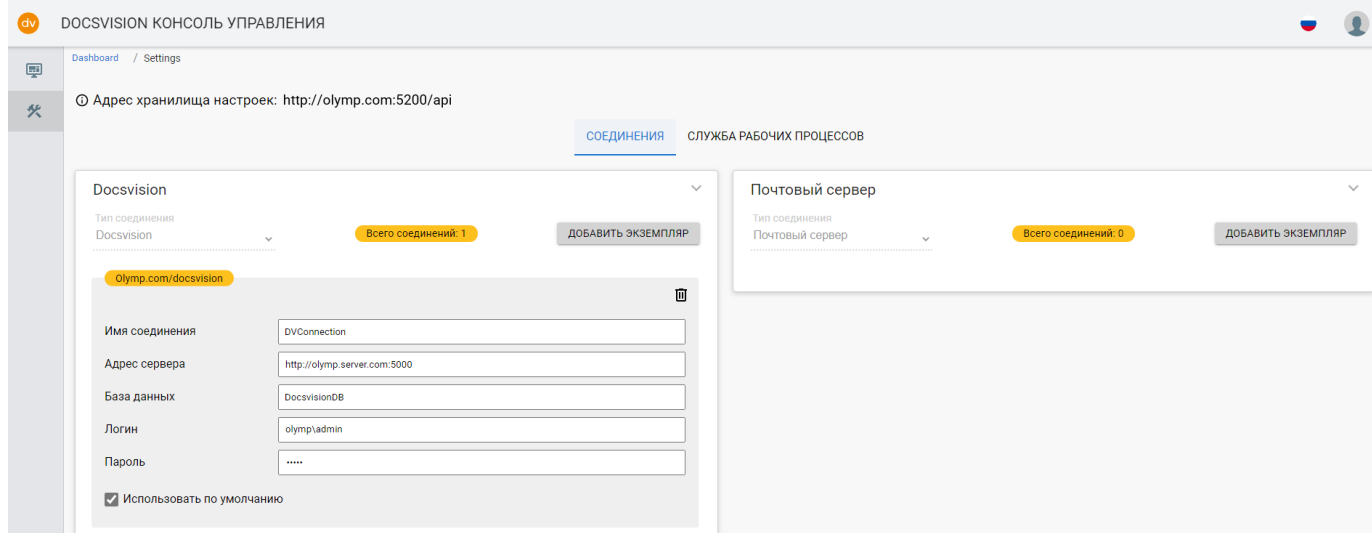 dv DOCSVISION КОНСОЛЬ УПРАВЛЕНИЯ
Dashboard / Settings
Адрес хранилища настроек: http://olymp.com:5200/api
СОЕДИНЕНИЯ СЛУЖБА РАБОЧИХ ПРОЦЕССОВ
Docsvision
Тип соединения
Docsvision Всего соединений: 1 ДОБАВИТЬ ЭКЗЕМПЛЯР
Olymp.com/docsvision
Имя соединения DVConnection
Адрес сервера http://olymp.server.com:5000
База данных DocsvisionDB
Логин olymp\admin
Пароль •••••
Использовать по умолчанию
Почтовый сервер
Тип соединения
Почтовый сервер Всего соединений: 0 ДОБАВИТЬ ЭКЗЕМПЛЯР